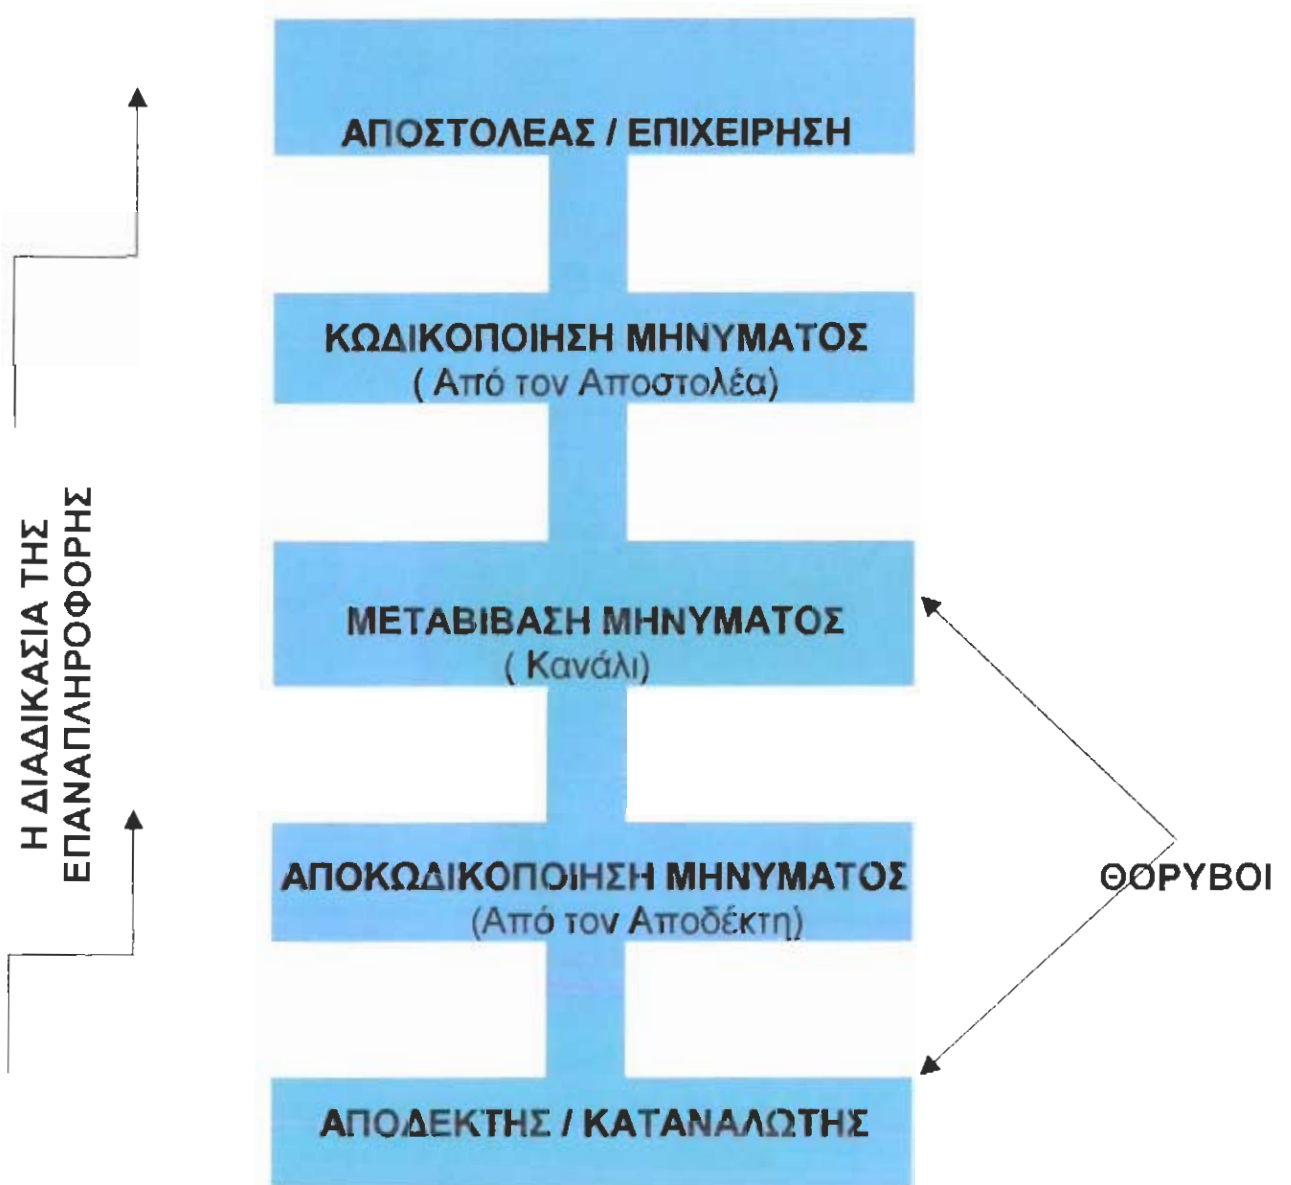 ΑΠΟΣΤΟΛΕΑΣ / ΕΠΙΧΕΙΡΗΣΗ
ΚΩΔΙΚΟΠΟΙΗΣΗ ΜΗΝΥΜΑΤΟΣ
( Από τον Αποστολέα)
ΜΕΤΑΒΙΒΑΣΗ ΜΗΝΥΜΑΤΟΣ
( Κανάλι)
ΑΠΟΚΩΔΙΚΟΠΟΙΗΣΗ ΜΗΝΥΜΑΤΟΣ
(Από τον Αποδέκτη)
ΑΠΟΔΕΚΤΗΣ / ΚΑΤΑΝΑΛΩΤΗΣ
Η ΔΙΑΔΙΚΑΣΙΑ ΤΗΣ
ΕΠΑΝΑΠΛΗΡΟΦΟΡΗΣ
ΘΟΡΥΒΟΙ